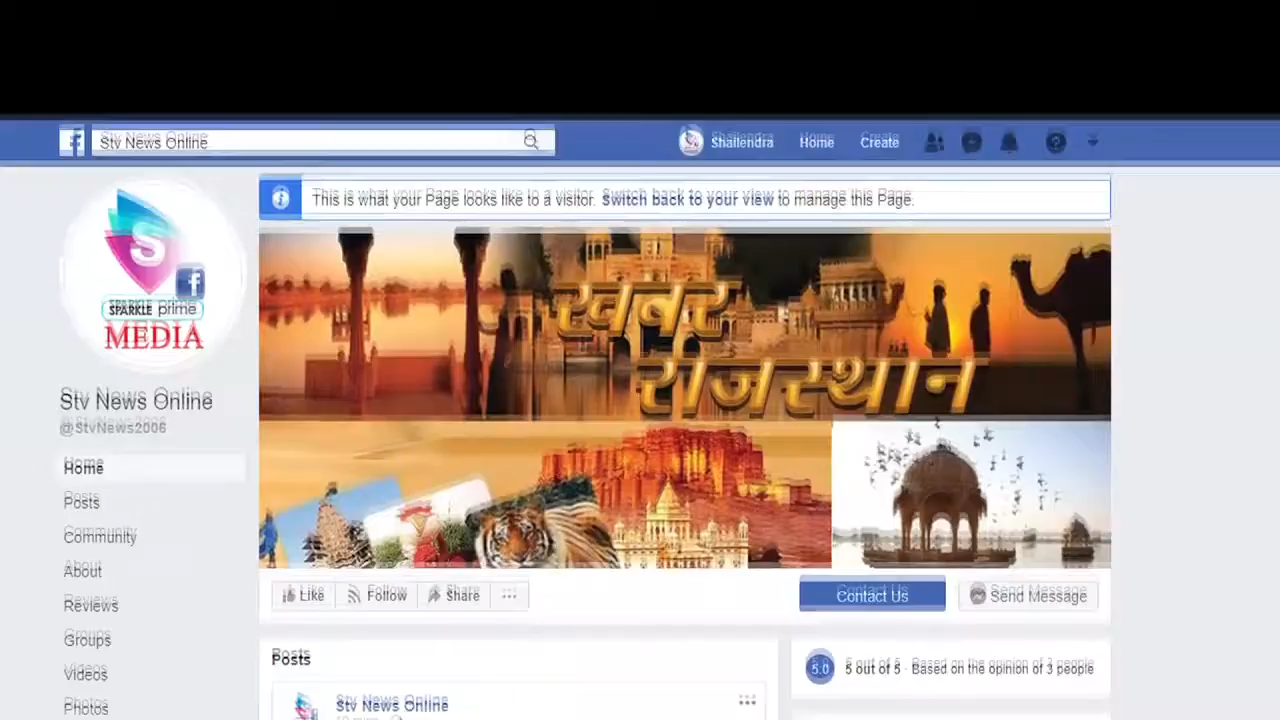 Stv News Online
Shailendra Home Create
This is what your Page looks like to a visitor. Switch back to your view to manage this Page.
S
SPARKLE prime
MEDIA
खबर
राजस्थान
Stv News Online
@StvNews2006
Home
Posts
Community
About
Reviews
Groups
Videos
Photos
Like Follow Share
Contact Us Send Message
Posts
5.0 5 out of 5 · Based on the opinion of 3 people
Stv News Online